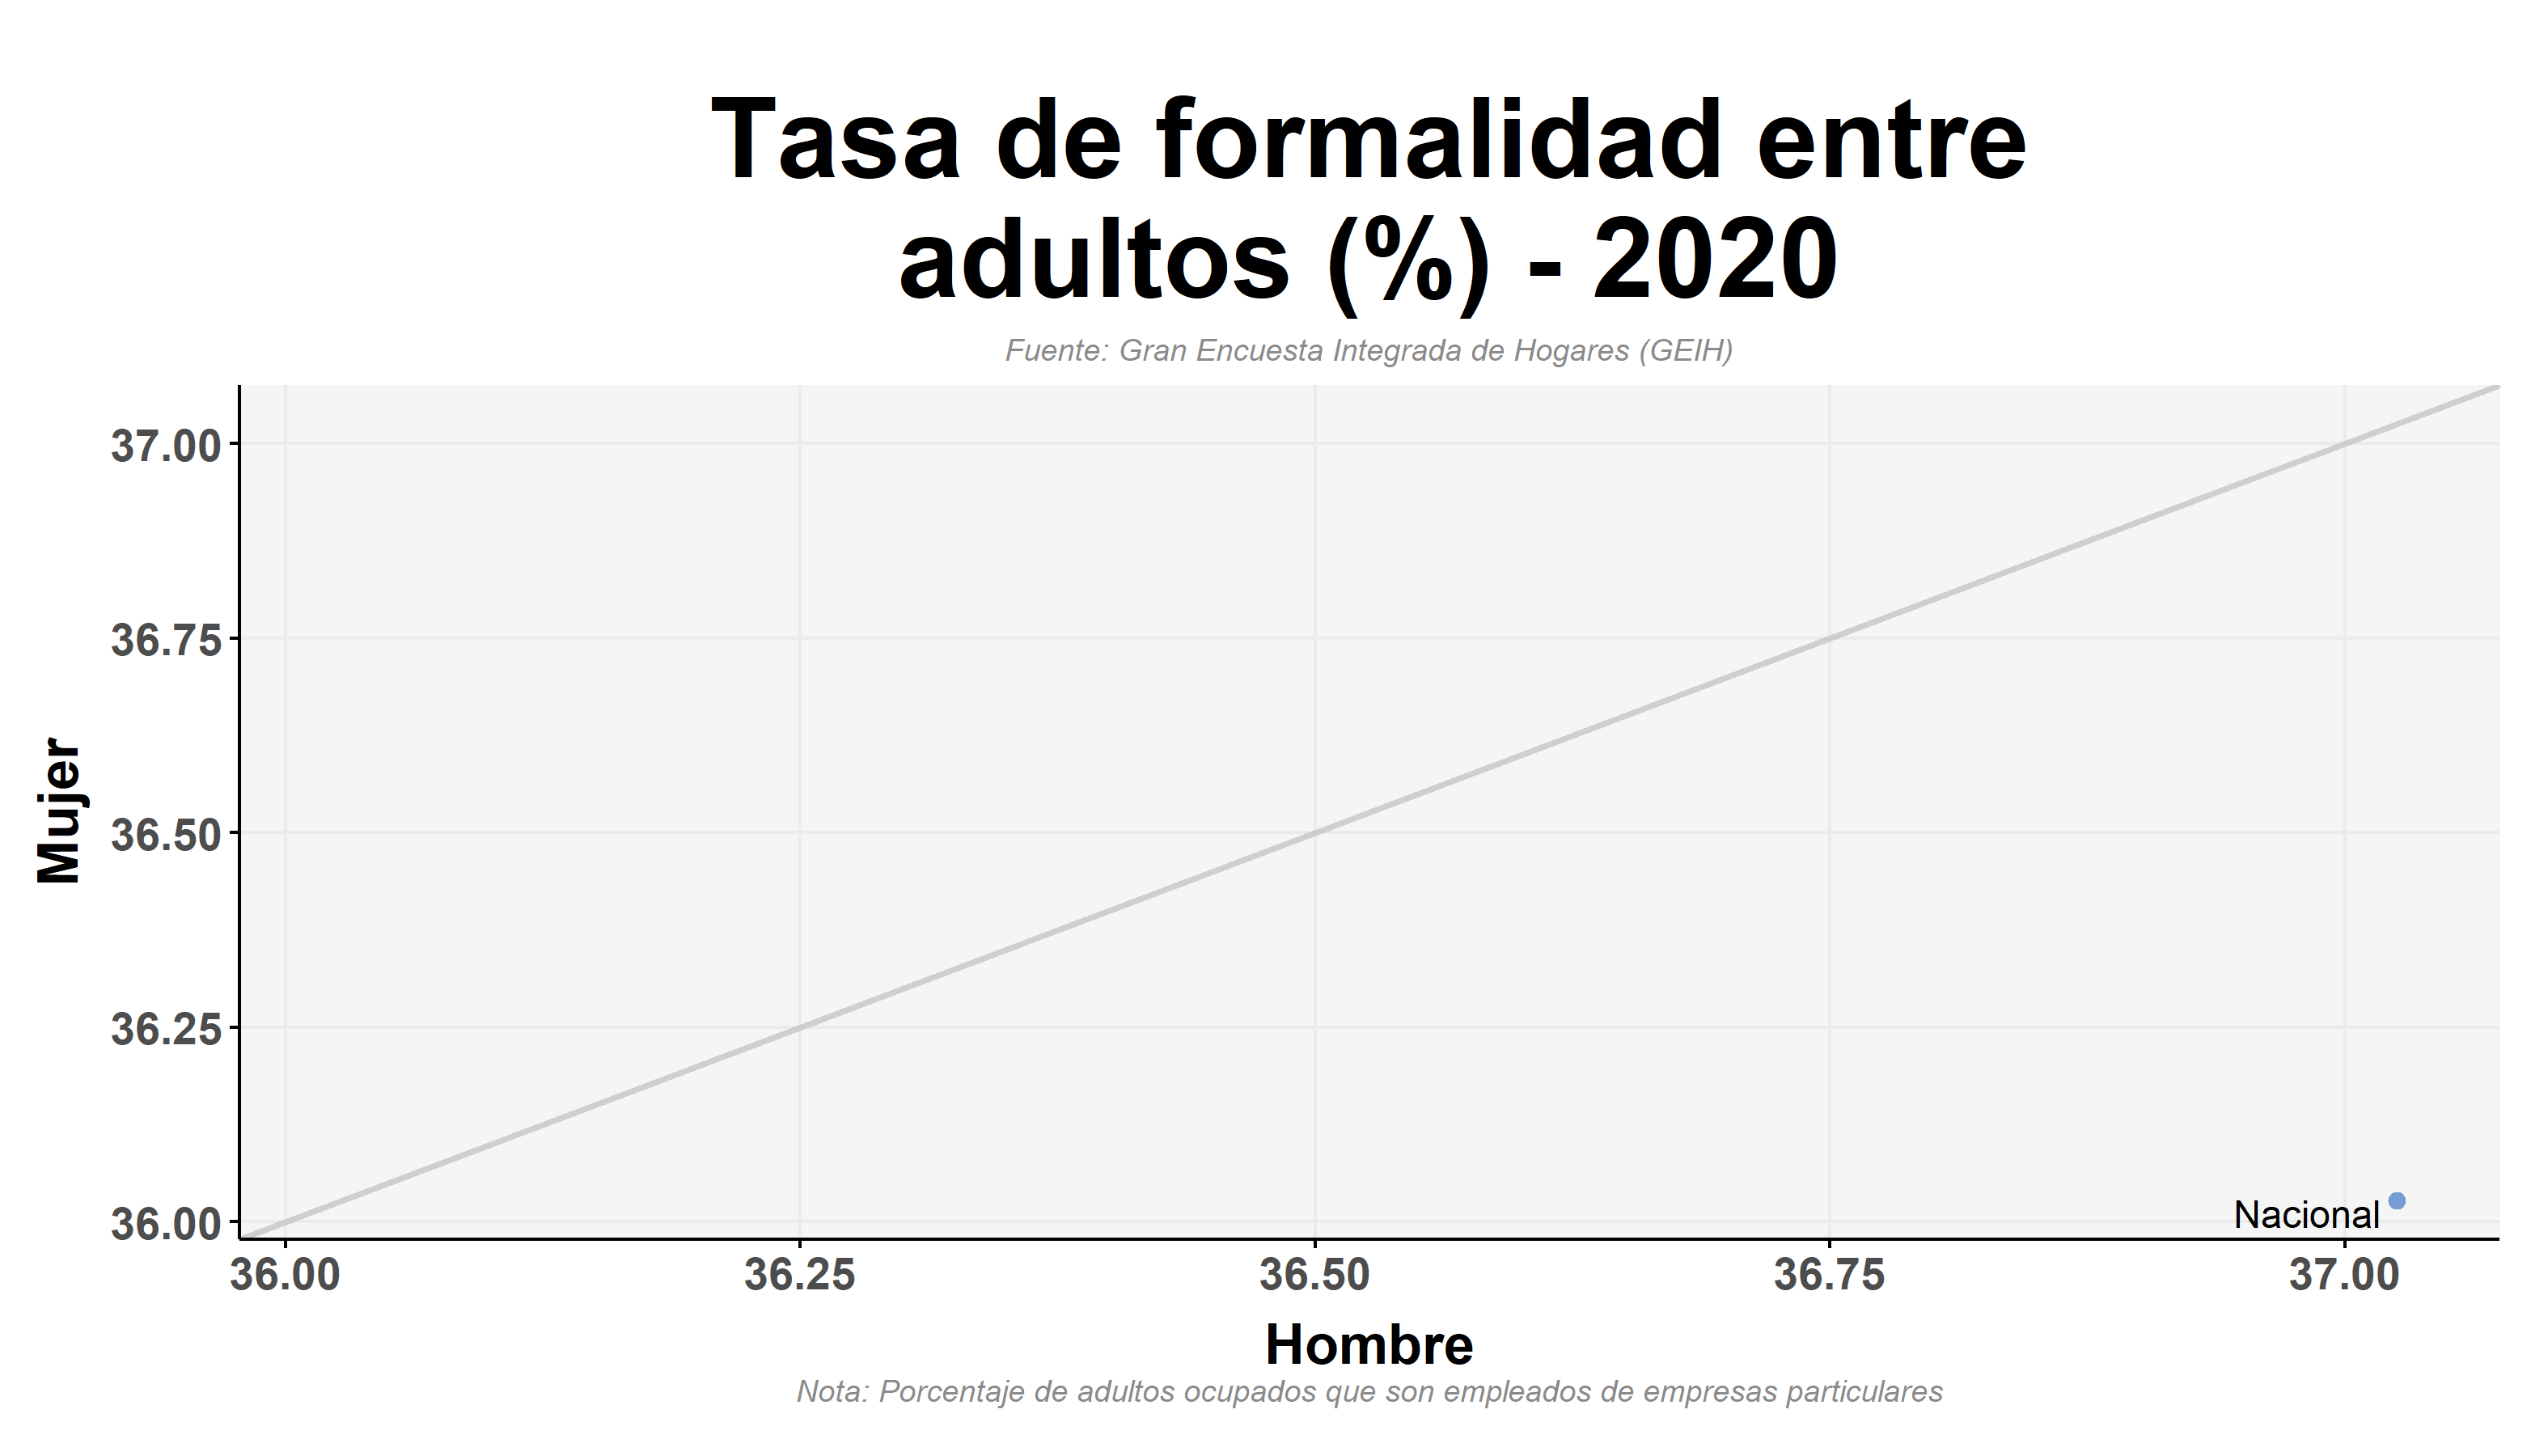 Tasa de formalidad entre
adultos (%) - 2020
Fuente: Gran Encuesta Integrada de Hogares (GEIH)
Mujer
37.00
36.75
36.50
36.25
36.00
Nacional
36.00 36.25 36.50 36.75 37.00
Hombre
Nota: Porcentaje de adultos ocupados que son empleados de empresas particulares